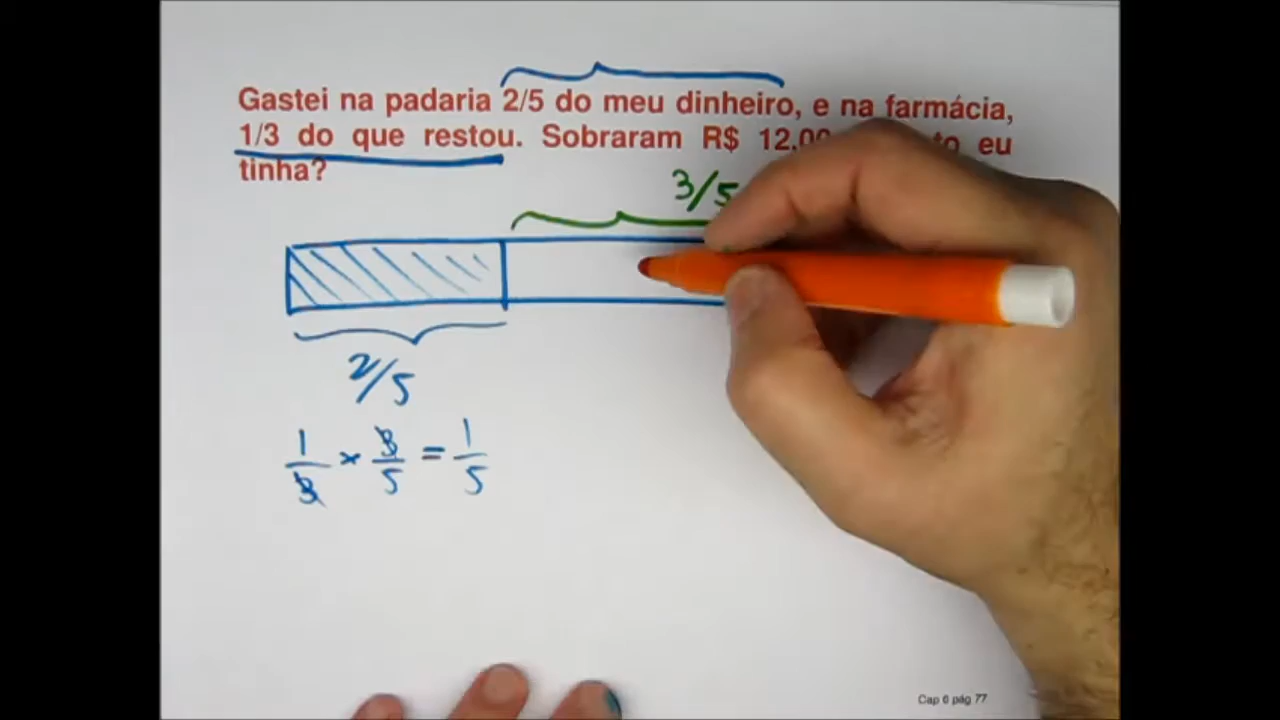 Gastei na padaria 2/5 do meu dinheiro, e na farmácia,
1/3 do que restou. Sobraram R$ 12,00 eu
tinha?
3/5
2/5
1/3 × 3/5 = 1/5
Cap 6 pág 77